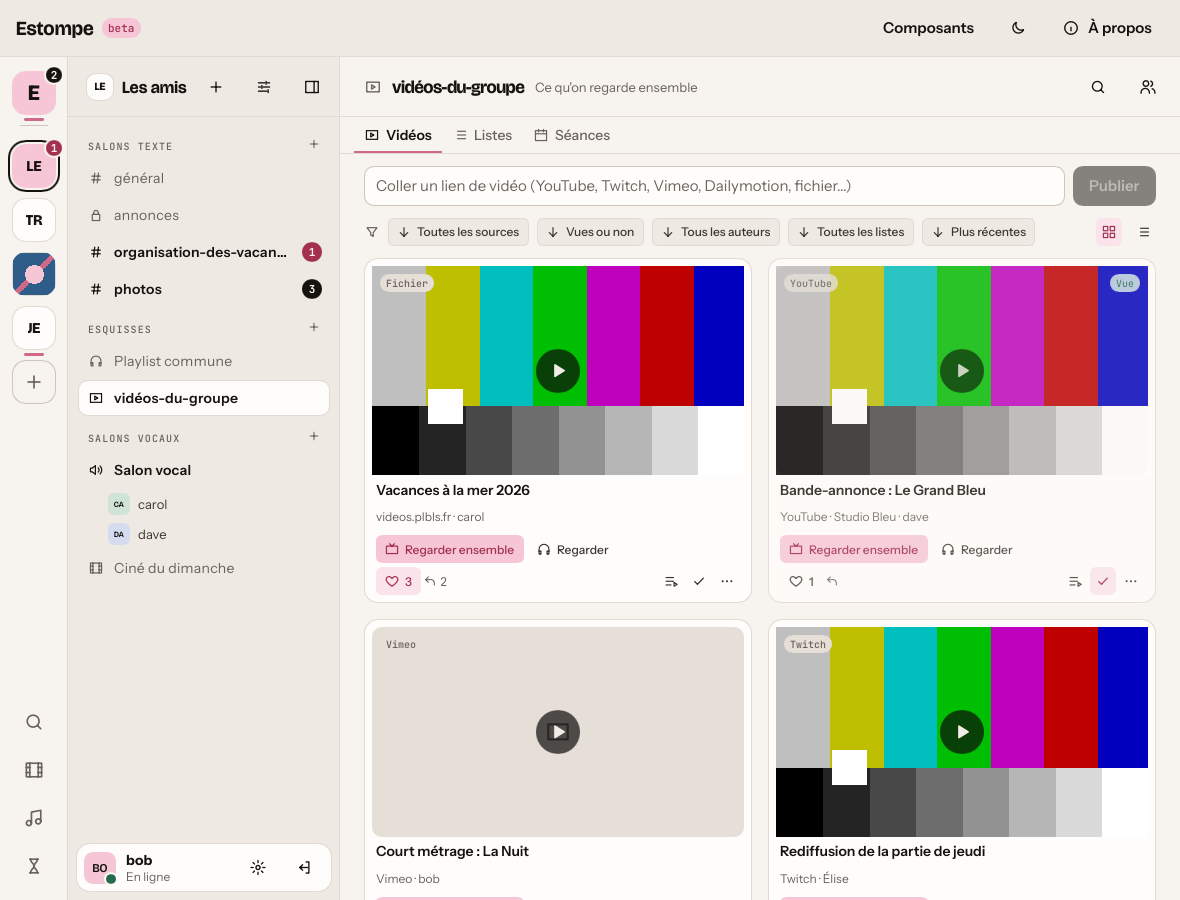 Estompe beta
Composants
À propos
E 2
LE 1
TR
JE
LE Les amis
SALONS TEXTE
général
annonces
organisation-des-vacan... 1
photos 3
ESQUISSES
Playlist commune
vidéos-du-groupe
SALONS VOCAUX
Salon vocal
CA carol
DA dave
Ciné du dimanche
BO bob
En ligne
vidéos-du-groupe Ce qu'on regarde ensemble
Vidéos Listes Séances
Coller un lien de vidéo (YouTube, Twitch, Vimeo, Dailymotion, fichier...) Publier
Toutes les sources Vues ou non Tous les auteurs Toutes les listes Plus récentes
Fichier
Vacances à la mer 2026
videos.plbls.fr · carol
Regarder ensemble Regarder
3 2
YouTube Vue
Bande-annonce : Le Grand Bleu
YouTube · Studio Bleu · dave
Regarder ensemble Regarder
1
Vimeo
Court métrage : La Nuit
Vimeo · bob
Twitch
Rediffusion de la partie de jeudi
Twitch · Élise